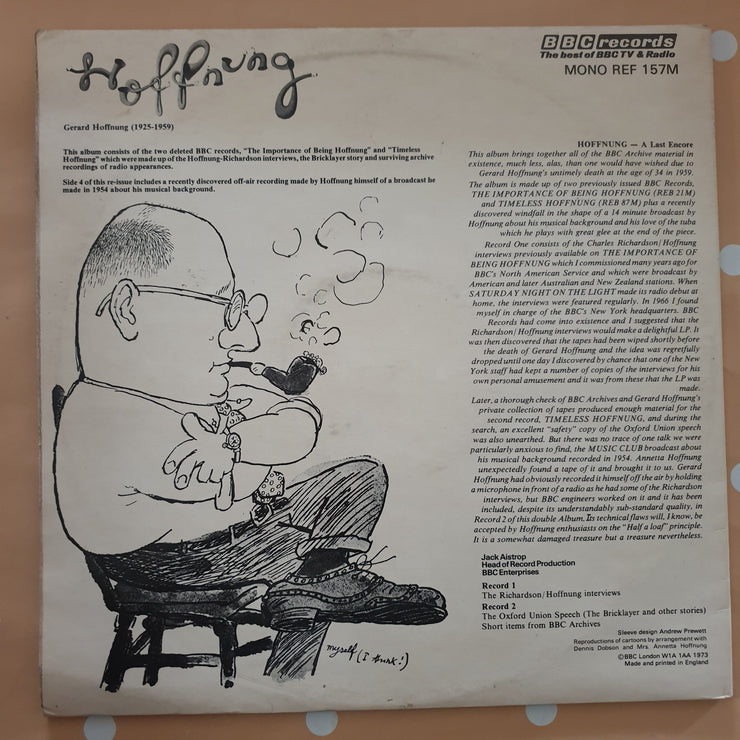 Hoffnung
BBC records
The best of BBC TV & Radio
MONO REF 157M
Gerard Hoffnung (1925-1959)
This album consists of the two deleted BBC records, "The Importance of Being Hoffnung" and "Timeless
Hoffnung" which were made up of the Hoffnung-Richardson interviews, the Bricklayer story and surviving archive
recordings of radio appearances.
Side 4 of this re-issue includes a recently discovered off-air recording made by Hoffnung himself of a broadcast he
made in 1954 about his musical background.
HOFFNUNG — A Last Encore
This album brings together all of the BBC Archive material in
existence, much less, alas, than one would have wished due to
Gerard Hoffnung's untimely death at the age of 34 in 1959.
The album is made up of two previously issued BBC Records,
THE IMPORTANCE OF BEING HOFFNUNG (REB 21M)
and TIMELESS HOFFNUNG (REB 87M) plus a recently
discovered windfall in the shape of a 14 minute broadcast by
Hoffnung about his musical background and his love of the tuba
which he plays with great glee at the end of the piece.
Record One consists of the Charles Richardson/Hoffnung
interviews previously available on THE IMPORTANCE OF
BEING HOFFNUNG which I commissioned many years ago for
BBC's North American Service and which were broadcast by
American and later Australian and New Zealand stations. When
SATURDAY NIGHT ON THE LIGHT made its radio debut at
home, the interviews were featured regularly. In 1966 I found
myself in charge of the BBC's New York headquarters. BBC
Records had come into existence and I suggested that the
Richardson/Hoffnung interviews would make a delightful LP. It
was then discovered that the tapes had been wiped shortly before
the death of Gerard Hoffnung and the idea was regretfully
dropped until one day I discovered by chance that one of the New
York staff had kept a number of copies of the interviews for his
own personal amusement and it was from these that the LP was
made.
Later, a thorough check of BBC Archives and Gerard Hoffnung's
private collection of tapes produced enough material for the
second record, TIMELESS HOFFNUNG, and during the
search, an excellent "safety" copy of the Oxford Union speech
was also unearthed. But there was no trace of one talk we were
particularly anxious to find, the MUSIC CLUB broadcast about
his musical background recorded in 1954. Annetta Hoffnung
unexpectedly found a tape of it and brought it to us. Gerard
Hoffnung had obviously recorded it himself off the air by holding
a microphone in front of a radio as he had some of the Richardson
interviews, but BBC engineers worked on it and it has been
included, despite its understandably sub-standard quality, in
Record 2 of this double Album. Its technical flaws will, I know, be
accepted by Hoffnung enthusiasts on the "Half a loaf" principle.
It is a somewhat damaged treasure but a treasure nevertheless.
Jack Aistrop
Head of Record Production
BBC Enterprises
Record 1
The Richardson/Hoffnung interviews
Record 2
The Oxford Union Speech (The Bricklayer and other stories)
Short items from BBC Archives
Sleeve design Andrew Prewett
Reproductions of cartoons by arrangement with
Dennis Dobson and Mrs. Annetta Hoffnung
©BBC London W1A 1AA 1973
Made and printed in England
myself (I think!)